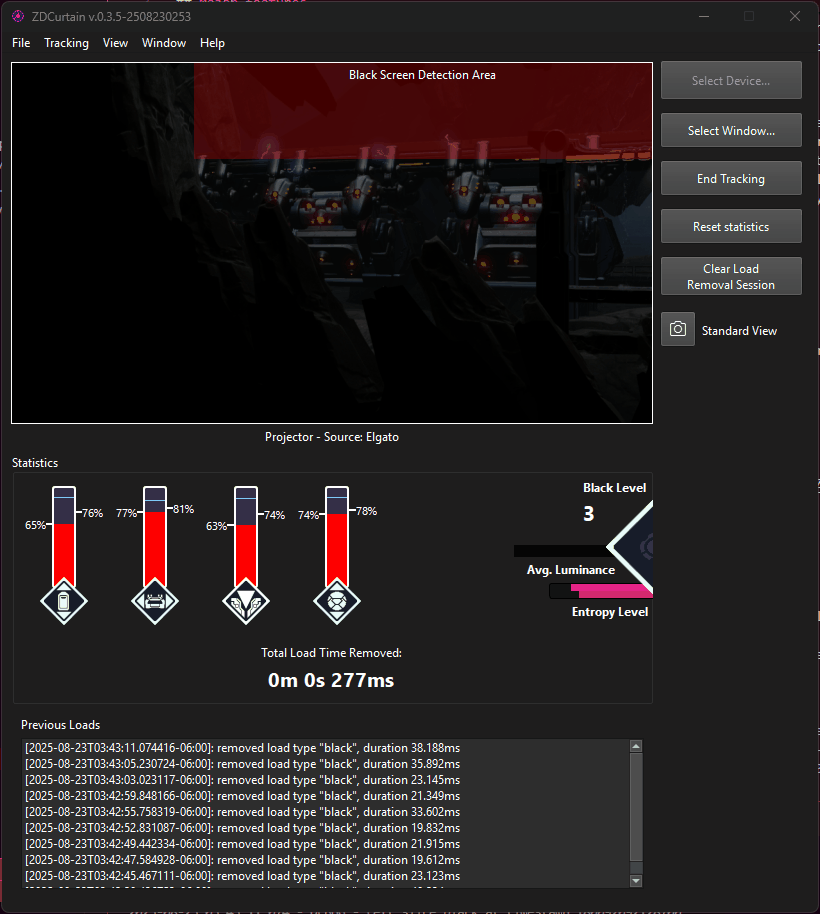 ZDCurtain v.0.3.5-2508230253
File Tracking View Window Help
Black Screen Detection Area
Select Device...
Select Window...
End Tracking
Reset statistics
Clear Load
Removal Session
Standard View
Projector - Source: Elgato
Statistics
65% 76% 77% 81% 63% 74% 74% 78%
Black Level
3
Avg. Luminance
Entropy Level
Total Load Time Removed:
0m 0s 277ms
Previous Loads
[2025-08-23T03:43:11.074416-06:00]: removed load type "black", duration 38.188ms
[2025-08-23T03:43:05.230724-06:00]: removed load type "black", duration 35.892ms
[2025-08-23T03:43:03.023117-06:00]: removed load type "black", duration 23.145ms
[2025-08-23T03:42:59.848166-06:00]: removed load type "black", duration 21.349ms
[2025-08-23T03:42:55.758319-06:00]: removed load type "black", duration 33.602ms
[2025-08-23T03:42:52.831087-06:00]: removed load type "black", duration 19.832ms
[2025-08-23T03:42:49.442334-06:00]: removed load type "black", duration 21.915ms
[2025-08-23T03:42:47.584928-06:00]: removed load type "black", duration 19.612ms
[2025-08-23T03:42:45.467111-06:00]: removed load type "black", duration 23.123ms